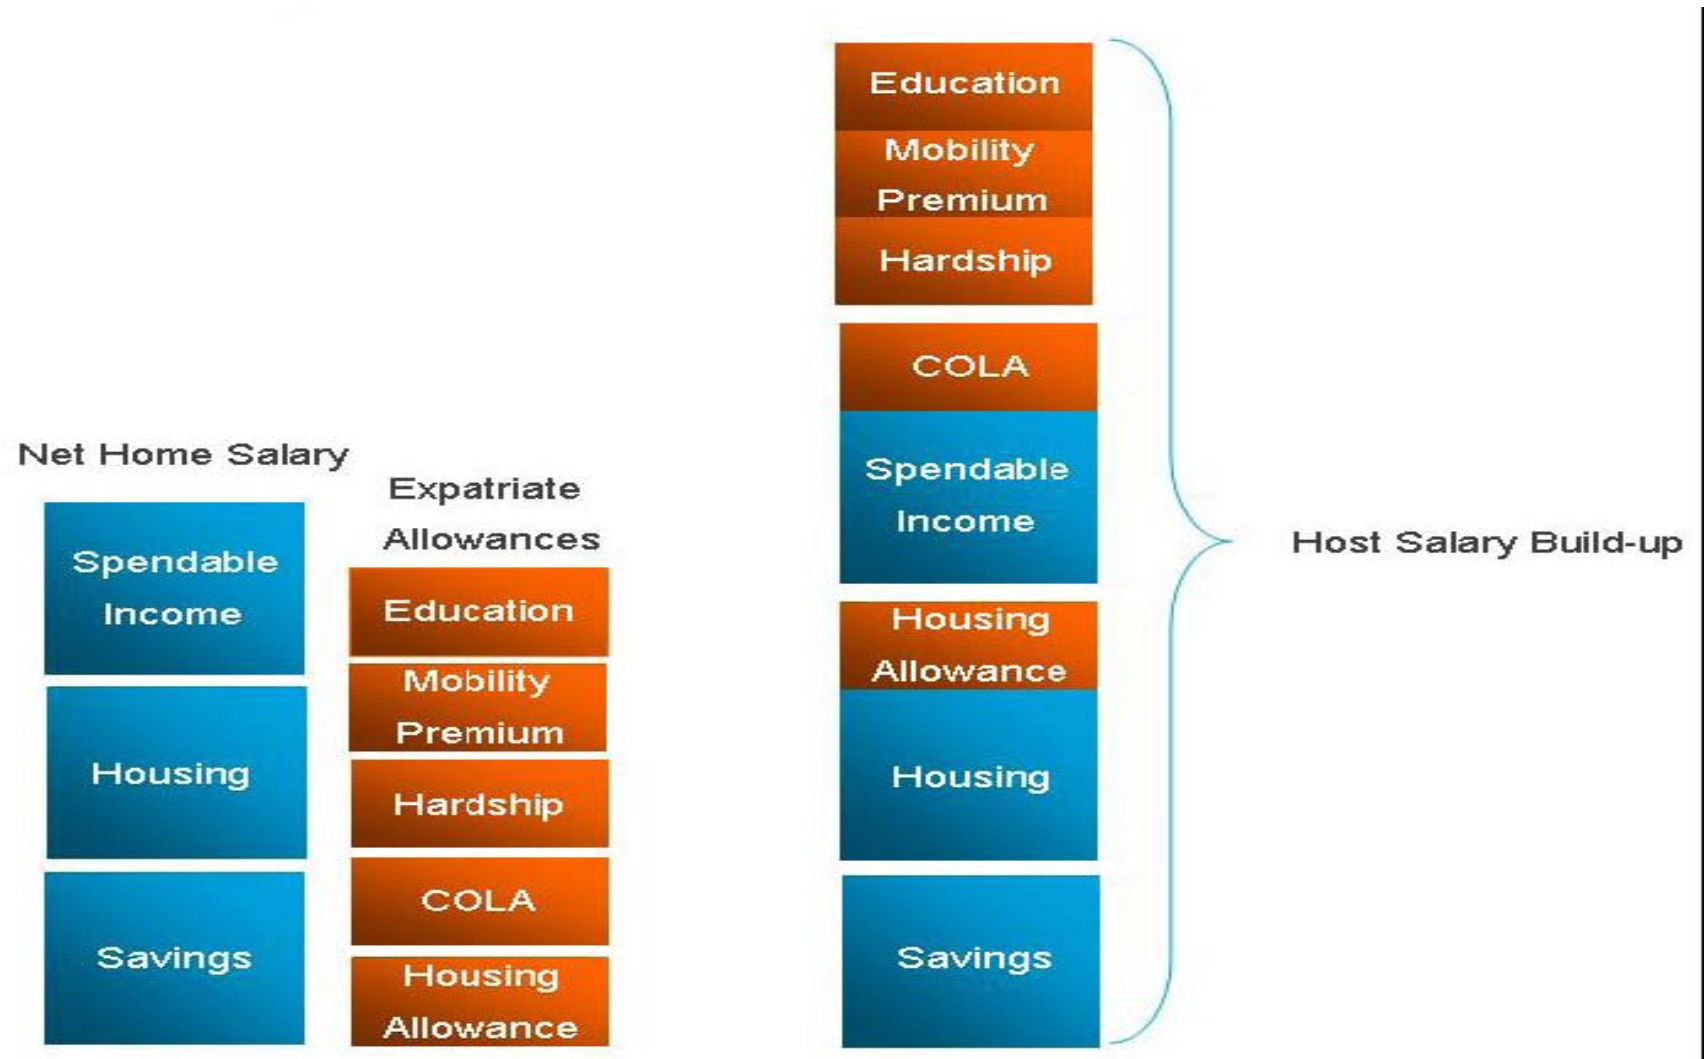 Net Home Salary
Spendable
Income
Housing
Savings
Expatriate
Allowances
Education
Mobility
Premium
Hardship
COLA
Housing
Allowance
Education
Mobility
Premium
Hardship
COLA
Spendable
Income
Housing
Allowance
Housing
Savings
Host Salary Build-up